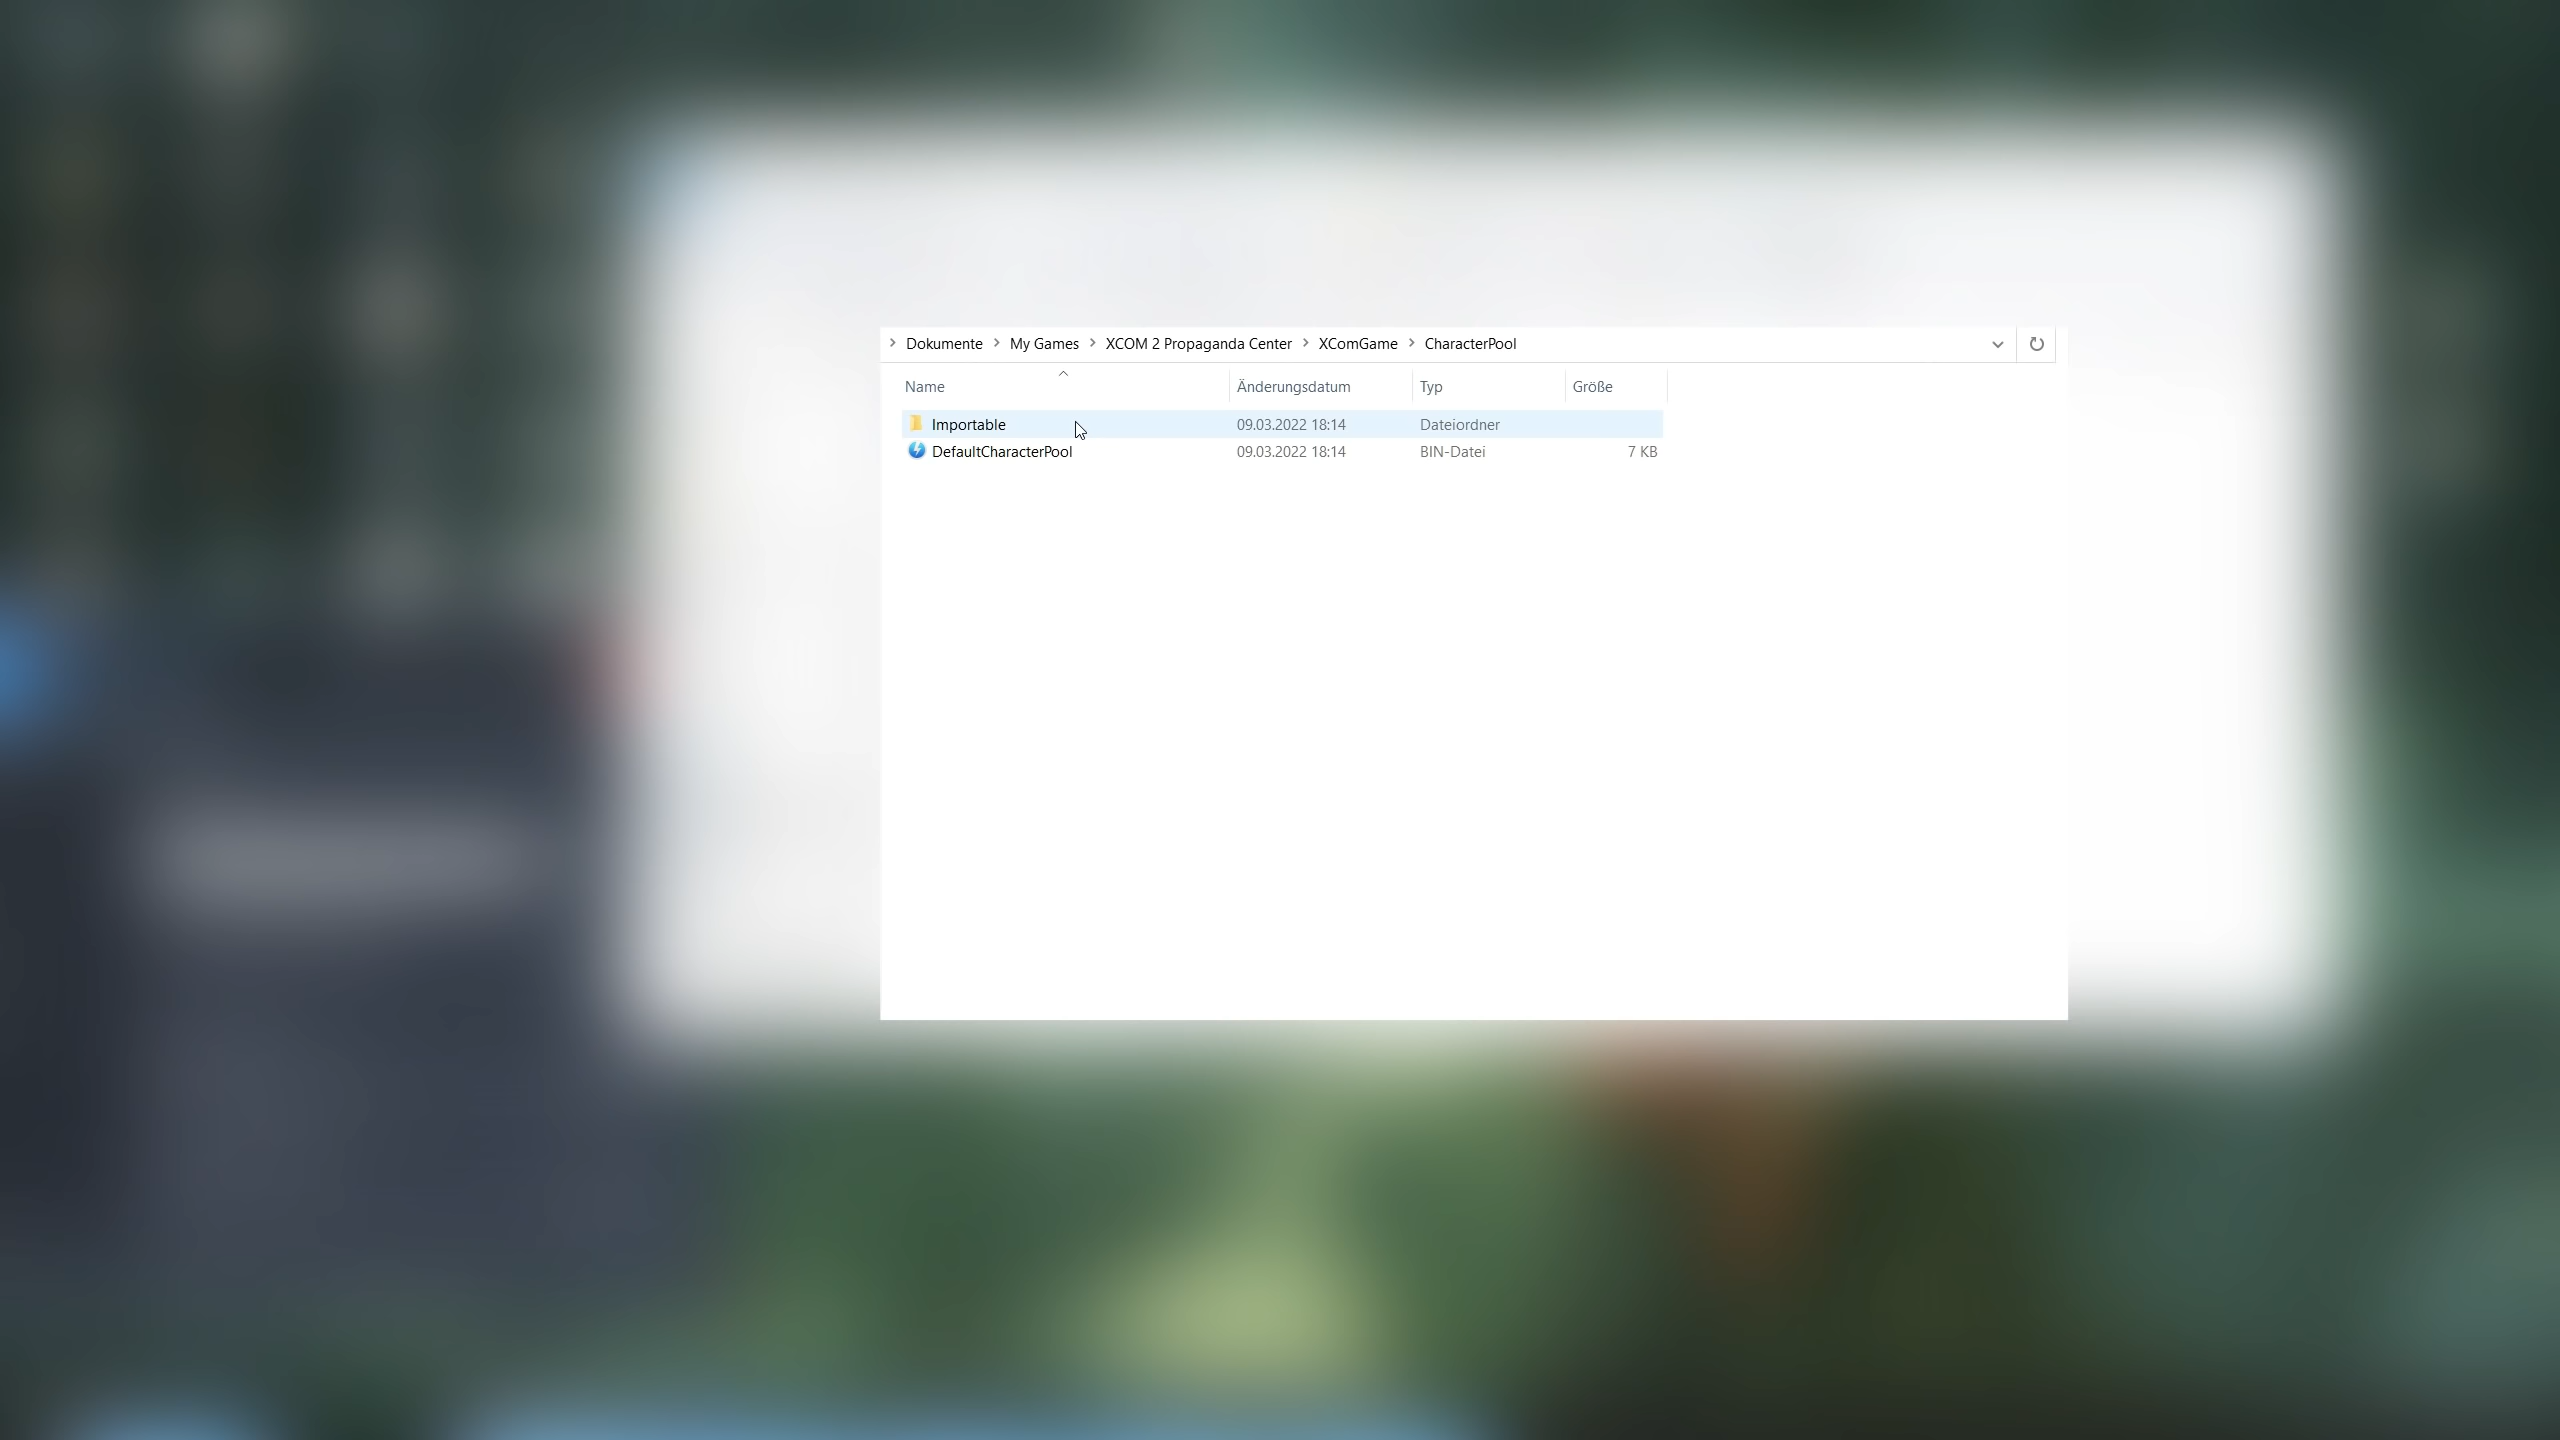 Dokumente My Games XCOM 2 Propaganda Center XComGame CharacterPool
Name Änderungsdatum Typ Größe
Importable 09.03.2022 18:14 Dateiordner
DefaultCharacterPool 09.03.2022 18:14 BIN-Datei 7 KB